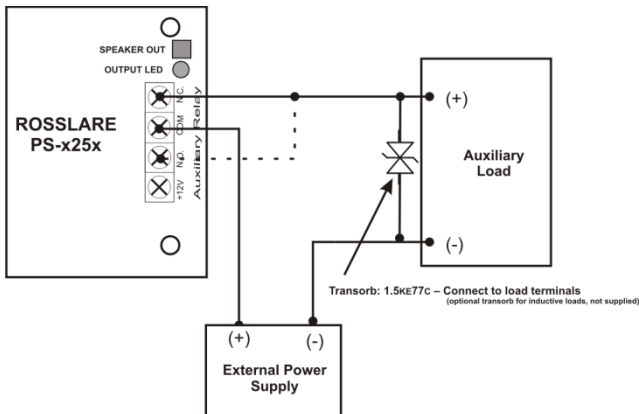 SPEAKER OUT
OUTPUT LED
ROSSLARE
PS-x25x
N.C.
COM
N.O.
+12V
Auxiliary Relay
(+)
Auxiliary
Load
(-)
Transorb: 1.5KE77C – Connect to load terminals
(optional transorb for inductive loads, not supplied)
(+)
(-)
External Power
Supply